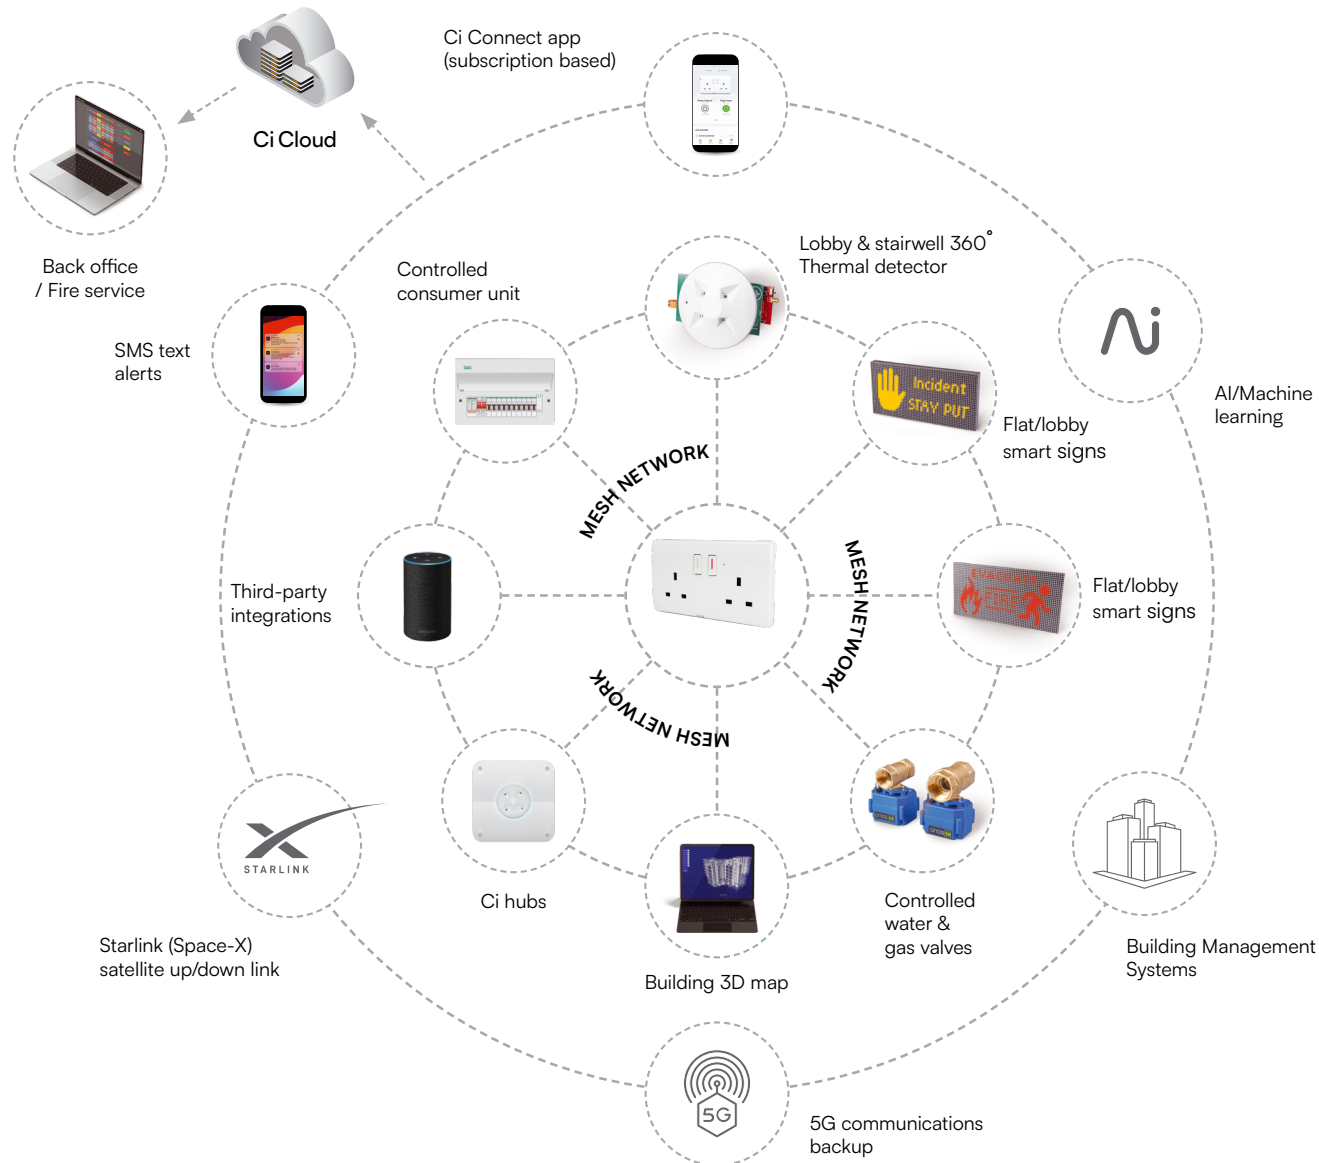 Ci Connect app
(subscription based)
Ci Cloud
Back office
/ Fire service
Controlled
consumer unit
Lobby & stairwell 360°
Thermal detector
SMS text
alerts
Incident
STAY PUT
Flat/lobby
smart signs
Ai
AI/Machine
learning
MESH NETWORK
Third-party
integrations
MESH NETWORK
EVACUATE
FIRE
Flat/lobby
smart signs
MESH NETWORK
STARLINK
Starlink (Space-X)
satellite up/down link
Ci hubs
Building 3D map
Controlled
water &
gas valves
Building Management
Systems
5G
5G communications
backup